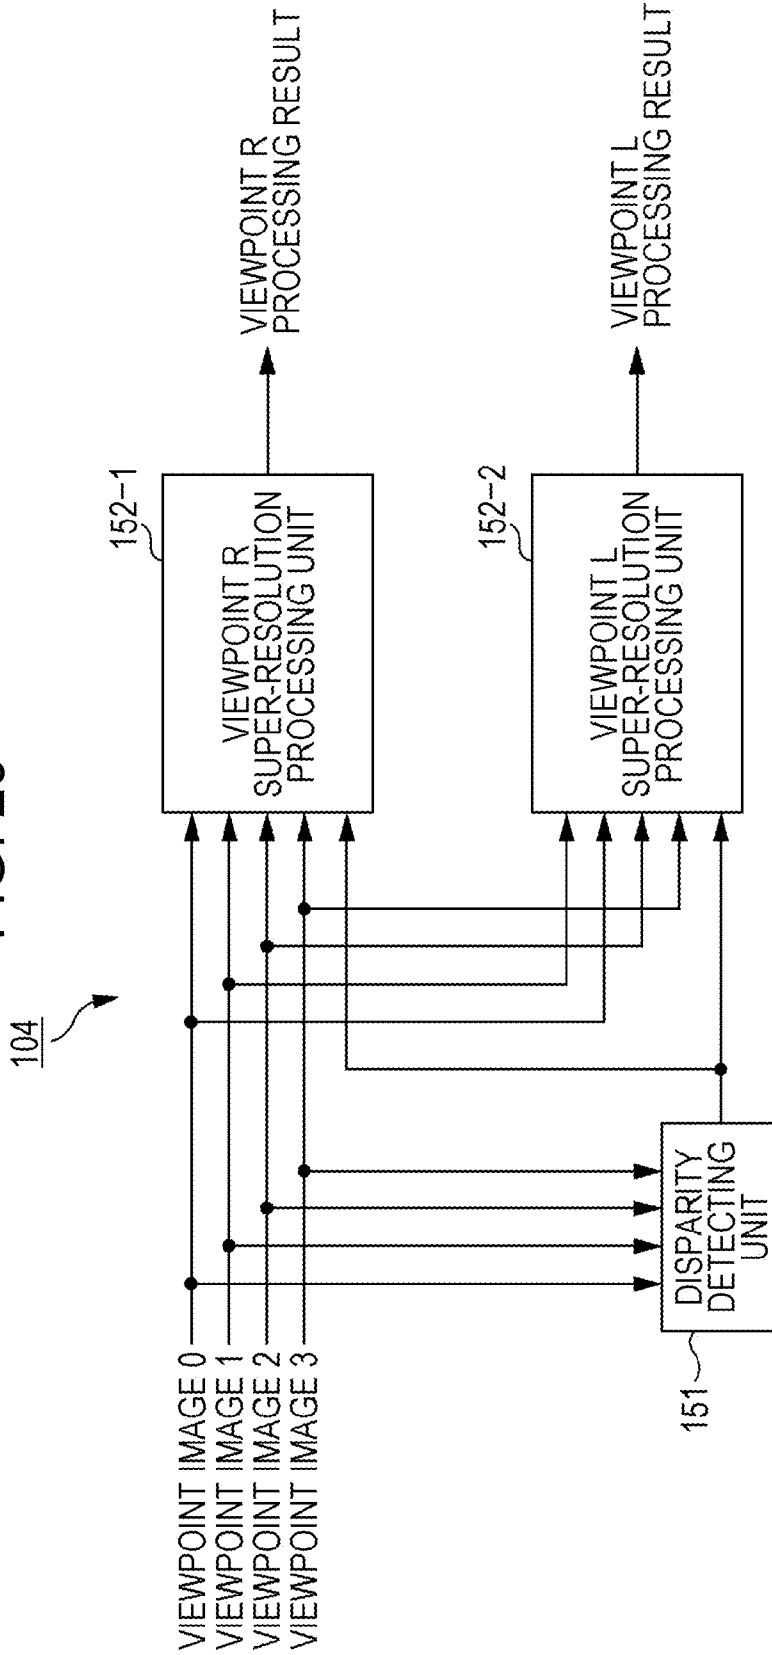 104
VIEWPOINT IMAGE 0
VIEWPOINT IMAGE 1
VIEWPOINT IMAGE 2
VIEWPOINT IMAGE 3
152-1
VIEWPOINT R
SUPER-RESOLUTION
PROCESSING UNIT
VIEWPOINT R
PROCESSING RESULT
152-2
VIEWPOINT L
SUPER-RESOLUTION
PROCESSING UNIT
VIEWPOINT L
PROCESSING RESULT
151
DISPARITY
DETECTING
UNIT